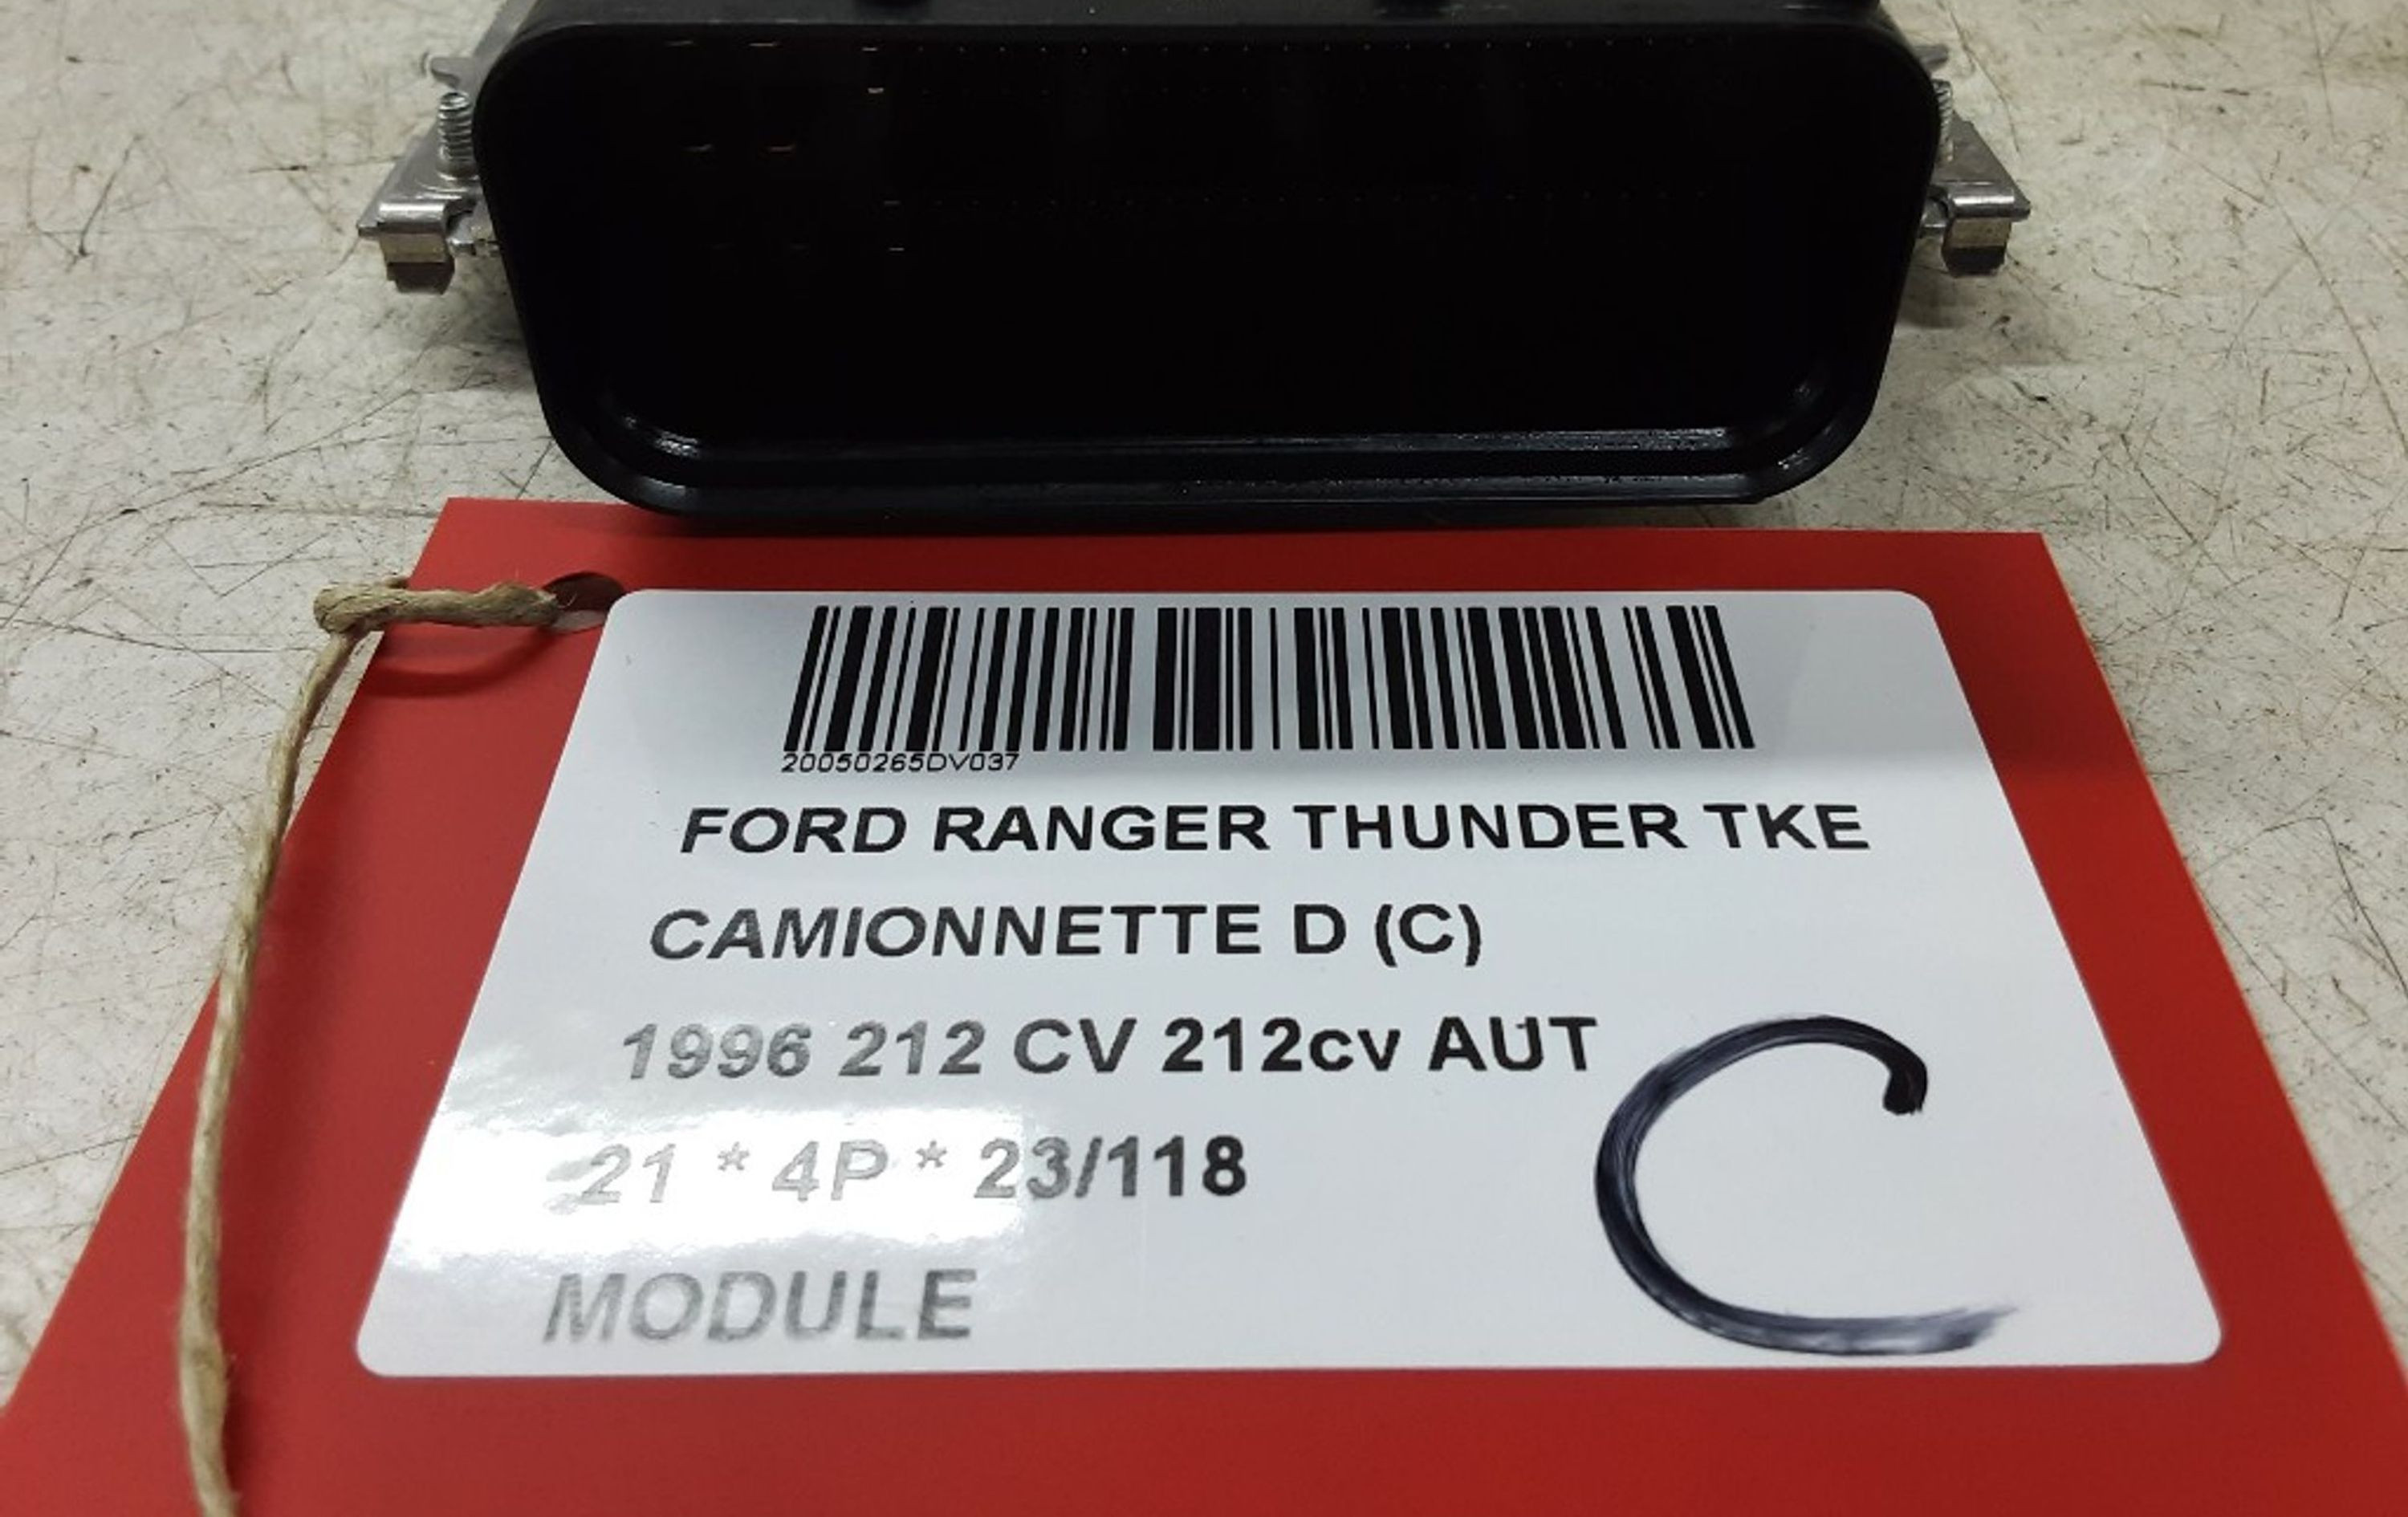 20050265DV037
FORD RANGER THUNDER TKE
CAMIONNETTE D (C)
1996 212 CV 212cv AUT
21 * 4P * 23/118
MODULE
C